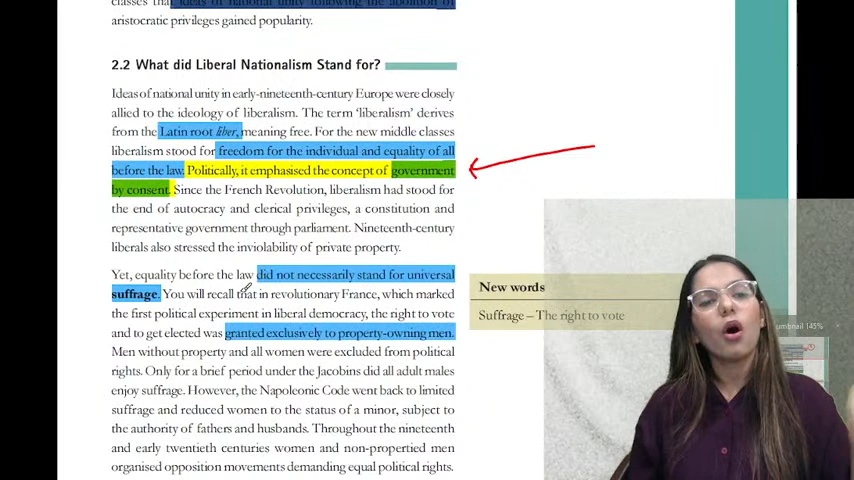 classes that ideas of national unity following the abolition of
aristocratic privileges gained popularity.
2.2 What did Liberal Nationalism Stand for?
Ideas of national unity in early-nineteenth-century Europe were closely
allied to the ideology of liberalism. The term ‘liberalism’ derives
from the Latin root liber, meaning free. For the new middle classes
liberalism stood for freedom for the individual and equality of all
before the law. Politically, it emphasised the concept of government
by consent. Since the French Revolution, liberalism had stood for
the end of autocracy and clerical privileges, a constitution and
representative government through parliament. Nineteenth-century
liberals also stressed the inviolability of private property.
Yet, equality before the law did not necessarily stand for universal
suffrage. You will recall that in revolutionary France, which marked
the first political experiment in liberal democracy, the right to vote
and to get elected was granted exclusively to property-owning men.
Men without property and all women were excluded from political
rights. Only for a brief period under the Jacobins did all adult males
enjoy suffrage. However, the Napoleonic Code went back to limited
suffrage and reduced women to the status of a minor, subject to
the authority of fathers and husbands. Throughout the nineteenth
and early twentieth centuries women and non-propertied men
organised opposition movements demanding equal political rights.
New words
Suffrage – The right to vote
umbnail 145%